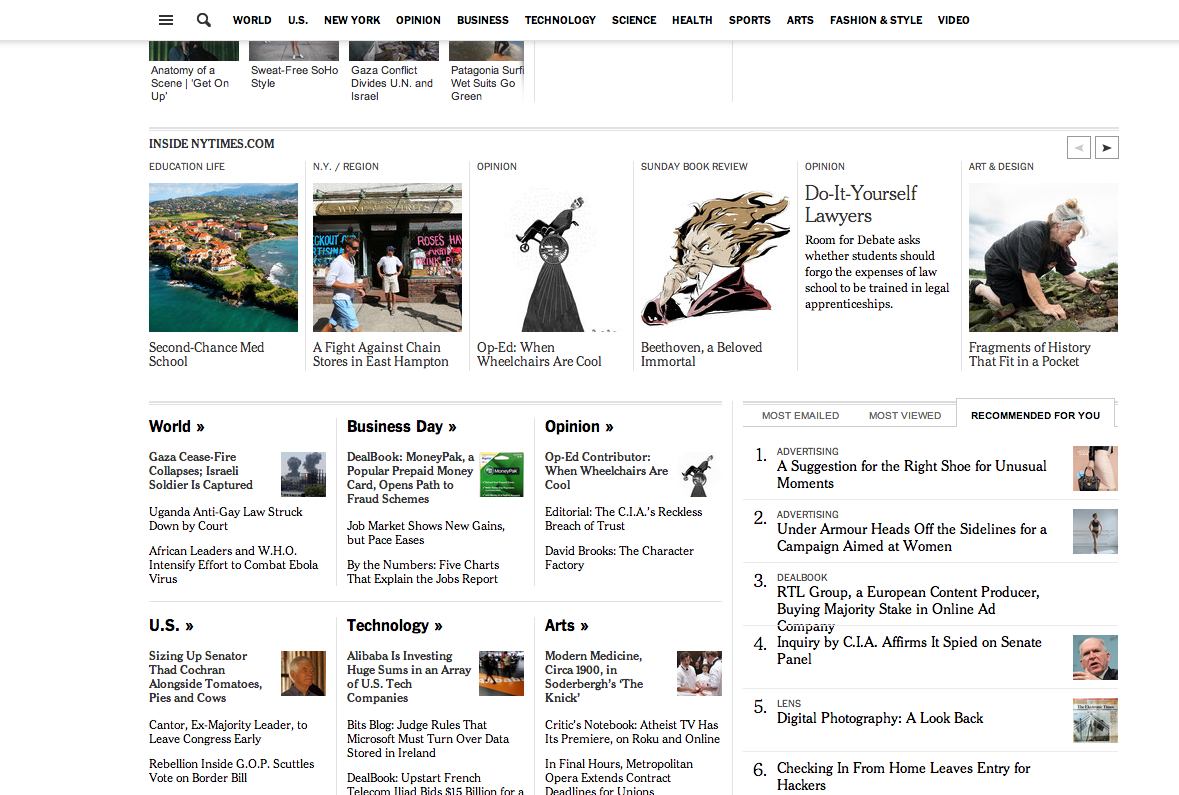 WORLD U.S. NEW YORK OPINION BUSINESS TECHNOLOGY SCIENCE HEALTH SPORTS ARTS FASHION & STYLE VIDEO
Anatomy of a
Scene | 'Get On
Up'
Sweat-Free SoHo
Style
Gaza Conflict
Divides U.N. and
Israel
Patagonia Surfi
Wet Suits Go
Green
INSIDE NYTIMES.COM
EDUCATION LIFE
Second-Chance Med
School
N.Y. / REGION
A Fight Against Chain
Stores in East Hampton
OPINION
Op-Ed: When
Wheelchairs Are Cool
SUNDAY BOOK REVIEW
Beethoven, a Beloved
Immortal
OPINION
Do-It-Yourself
Lawyers
Room for Debate asks
whether students should
forgo the expenses of law
school to be trained in legal
apprenticeships.
ART & DESIGN
Fragments of History
That Fit in a Pocket
World »
Gaza Cease-Fire
Collapses; Israeli
Soldier Is Captured
Uganda Anti-Gay Law Struck
Down by Court
African Leaders and W.H.O.
Intensify Effort to Combat Ebola
Virus
Business Day »
DealBook: MoneyPak, a
Popular Prepaid Money
Card, Opens Path to
Fraud Schemes
MoneyPak
Job Market Shows New Gains,
but Pace Eases
By the Numbers: Five Charts
That Explain the Jobs Report
Opinion »
Op-Ed Contributor:
When Wheelchairs Are
Cool
Editorial: The C.I.A.'s Reckless
Breach of Trust
David Brooks: The Character
Factory
U.S. »
Sizing Up Senator
Thad Cochran
Alongside Tomatoes,
Pies and Cows
Cantor, Ex-Majority Leader, to
Leave Congress Early
Rebellion Inside G.O.P. Scuttles
Vote on Border Bill
Technology »
Alibaba Is Investing
Huge Sums in an Array
of U.S. Tech
Companies
Bits Blog: Judge Rules That
Microsoft Must Turn Over Data
Stored in Ireland
DealBook: Upstart French
Telecom Iliad Bids $15 Billion for a
Arts »
Modern Medicine,
Circa 1900, in
Soderbergh's 'The
Knick'
Critic's Notebook: Atheist TV Has
Its Premiere, on Roku and Online
In Final Hours, Metropolitan
Opera Extends Contract
Deadlines for Unions
MOST EMAILED MOST VIEWED RECOMMENDED FOR YOU
1. ADVERTISING
A Suggestion for the Right Shoe for Unusual
Moments
2. ADVERTISING
Under Armour Heads Off the Sidelines for a
Campaign Aimed at Women
3. DEALBOOK
RTL Group, a European Content Producer,
Buying Majority Stake in Online Ad
Company
4. Inquiry by C.I.A. Affirms It Spied on Senate
Panel
5. LENS
Digital Photography: A Look Back
6. Checking In From Home Leaves Entry for
Hackers